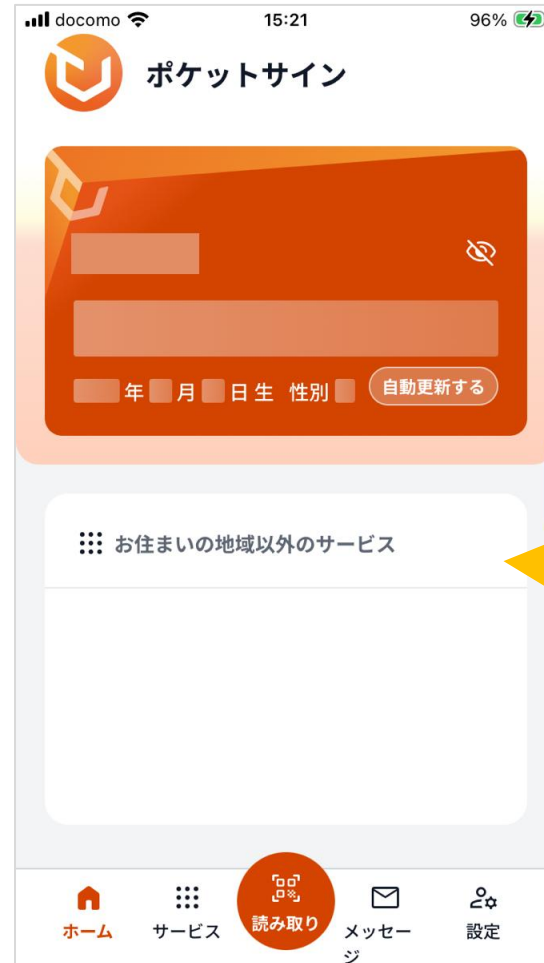 docomo 15:21 96%
ポケットサイン
年 月 日生 性別 自動更新する
お住まいの地域以外のサービス
ホーム サービス 読み取り メッセー
ジ 設定